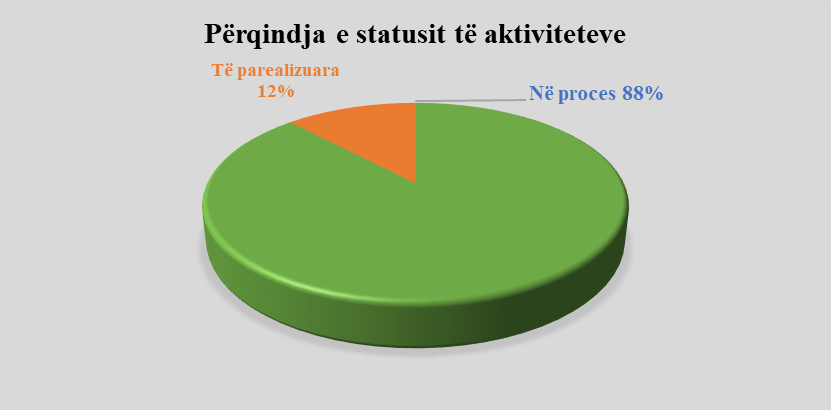 Përqindja e statusit të aktiviteteve
Të parealizuara
12%
Në proces 88%